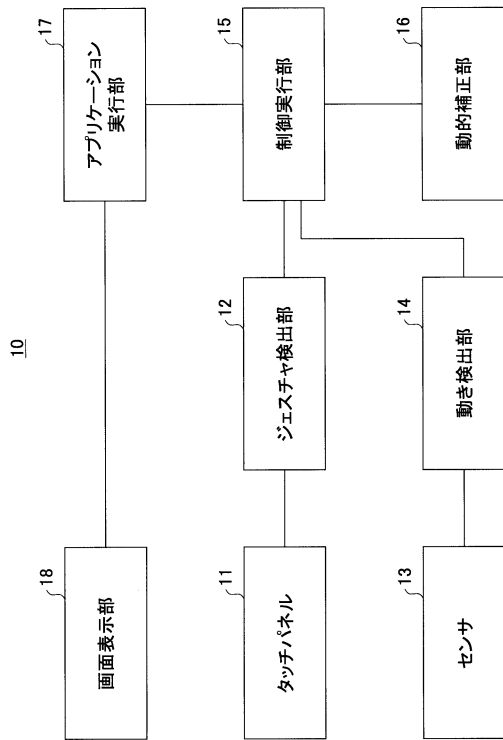 10
18
画面表示部
17
アプリケーション
実行部
11
タッチパネル
12
ジェスチャ検出部
15
制御実行部
13
センサ
14
動き検出部
16
動的補正部